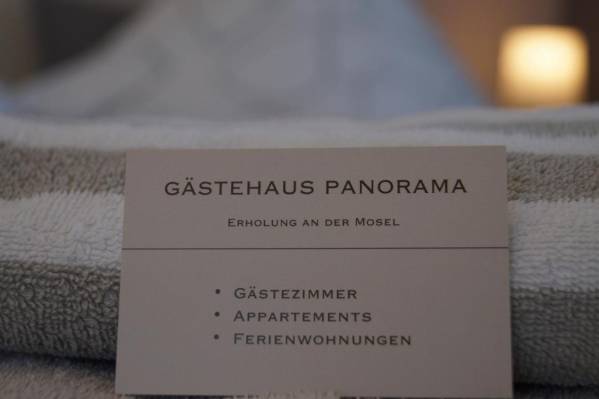 GÄSTEHAUS PANORAMA
ERHOLUNG AN DER MOSEL
• GÄSTEZIMMER
• APPARTEMENTS
• FERIENWOHNUNGEN